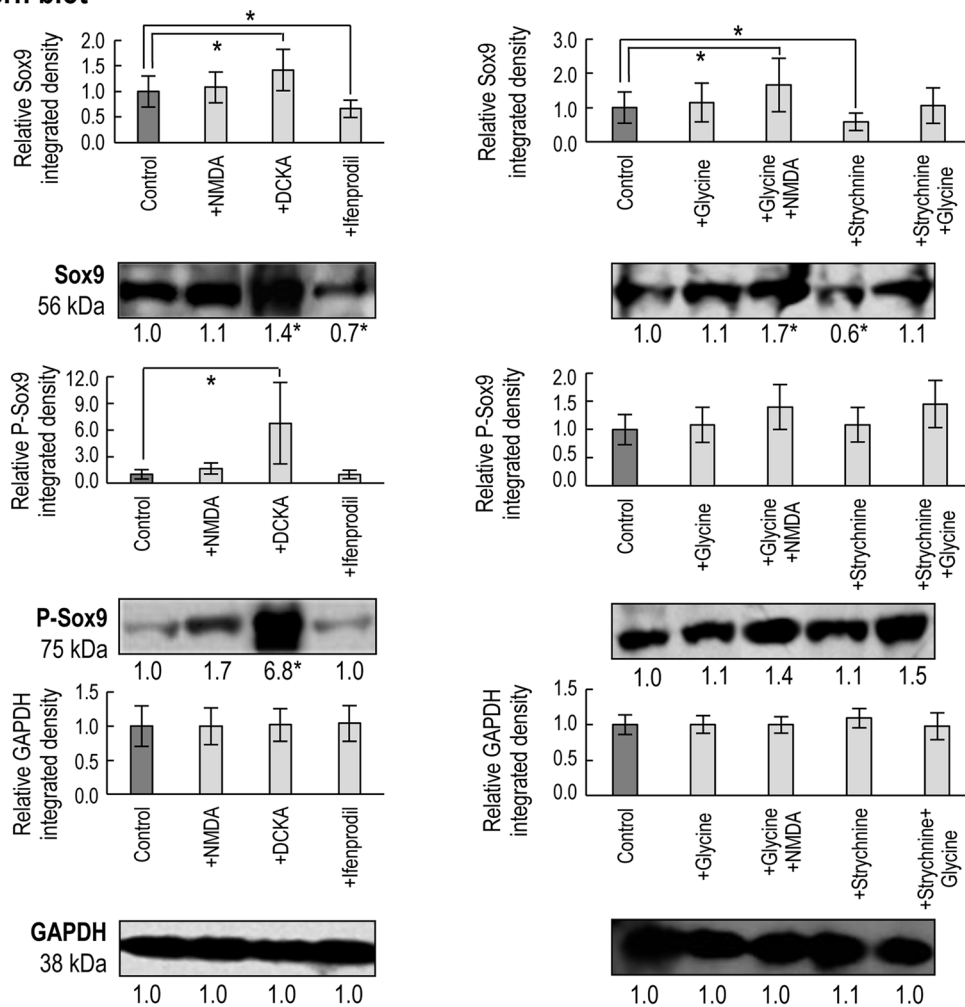 *
*
2.0
1.5
1.0
0.5
0.0
Relative Sox9
integrated density
Control
+NMDA
+DCKA
+Ifenprodil
Sox9
56 kDa
1.0 1.1 1.4* 0.7*
*
12.0
9.0
6.0
3.0
0.0
Relative P-Sox9
integrated density
Control
+NMDA
+DCKA
+Ifenprodil
P-Sox9
75 kDa
1.0 1.7 6.8* 1.0
1.5
1.0
0.5
0.0
Relative GAPDH
integrated density
Control
+NMDA
+DCKA
+Ifenprodil
GAPDH
38 kDa
1.0 1.0 1.0 1.0
*
*
3.0
2.0
1.0
0.0
Relative Sox9
integrated density
Control
+Glycine
+Glycine
+NMDA
+Strychnine
+Strychnine
+Glycine
1.0 1.1 1.7* 0.6* 1.1
2.0
1.5
1.0
0.5
0.0
Relative P-Sox9
integrated density
Control
+Glycine
+Glycine
+NMDA
+Strychnine
+Strychnine
+Glycine
1.0 1.1 1.4 1.1 1.5
1.5
1.0
0.5
0.0
Relative GAPDH
integrated density
Control
+Glycine
+Glycine
+NMDA
+Strychnine
+Strychnine+
Glycine
1.0 1.0 1.0 1.1 1.0